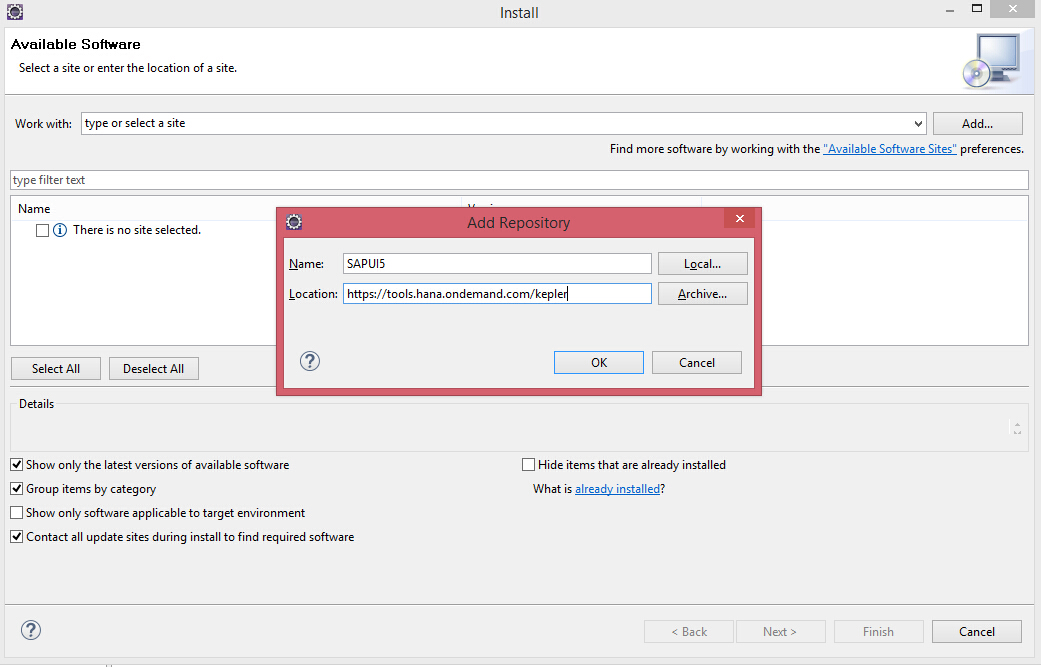 Install
Available Software
Select a site or enter the location of a site.
Work with: type or select a site Add...
Find more software by working with the "Available Software Sites" preferences.
type filter text
Name
There is no site selected.
Add Repository
Name: SAPUI5 Local...
Location: https://tools.hana.ondemand.com/kepler Archive...
OK Cancel
Select All Deselect All
Details
Show only the latest versions of available software Hide items that are already installed
Group items by category What is already installed?
Show only software applicable to target environment
Contact all update sites during install to find required software
< Back Next > Finish Cancel